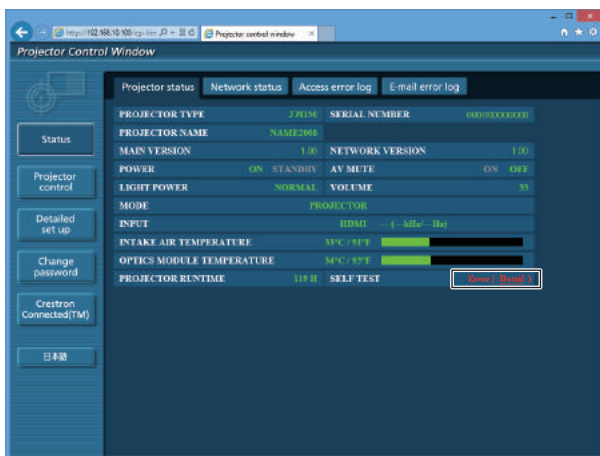 Projector control window
Projector Control Window
Projector status Network status Access error log E-mail error log
PROJECTOR TYPE SERIAL NUMBER 000000000000
Status
PROJECTOR NAME NAME2008
MAIN VERSION 1.00 NETWORK VERSION 1.00
POWER ON STANDBY AV MUTE ON OFF
Projector
control
LIGHT POWER NORMAL VOLUME 33
MODE PROJECTOR
Detailed
set up
INPUT HDMI ---(---kHz/---Hz)
INTAKE AIR TEMPERATURE 33°C / 91°F
Change
password
OPTICS MODULE TEMPERATURE 34°C / 93°F
PROJECTOR RUNTIME 119 H SELF TEST Error ( Detail )
Crestron
Connected(TM)
日本語